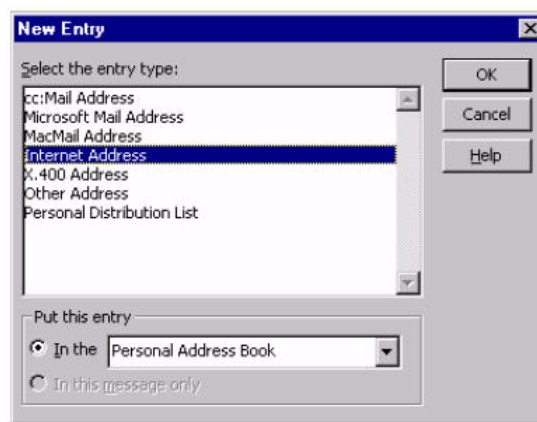 New Entry
Select the entry type:
OK
cc:Mail Address
Microsoft Mail Address
Cancel
MacMail Address
Internet Address
Help
X.400 Address
Other Address
Personal Distribution List
Put this entry
In the Personal Address Book
In this message only